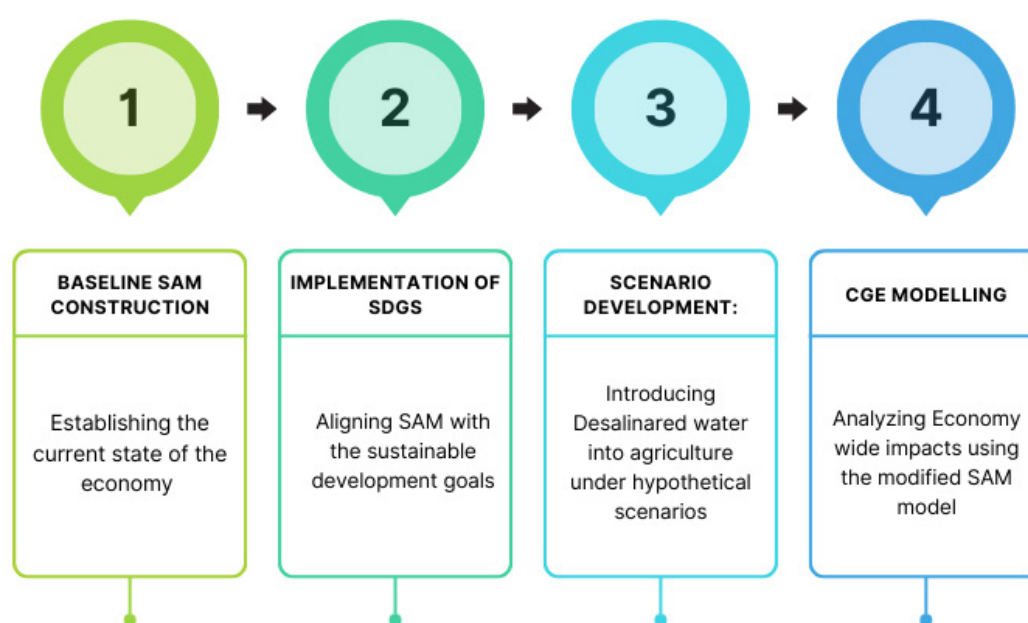 1
2
3
4
BASELINE SAM
CONSTRUCTION
Establishing the
current state of the
economy
IMPLEMENTATION OF
SDGS
Aligning SAM with
the sustainable
development goals
SCENARIO
DEVELOPMENT:
Introducing
Desalinared water
into agriculture
under hypothetical
scenarios
CGE MODELLING
Analyzing Economy
wide impacts using
the modified SAM
model